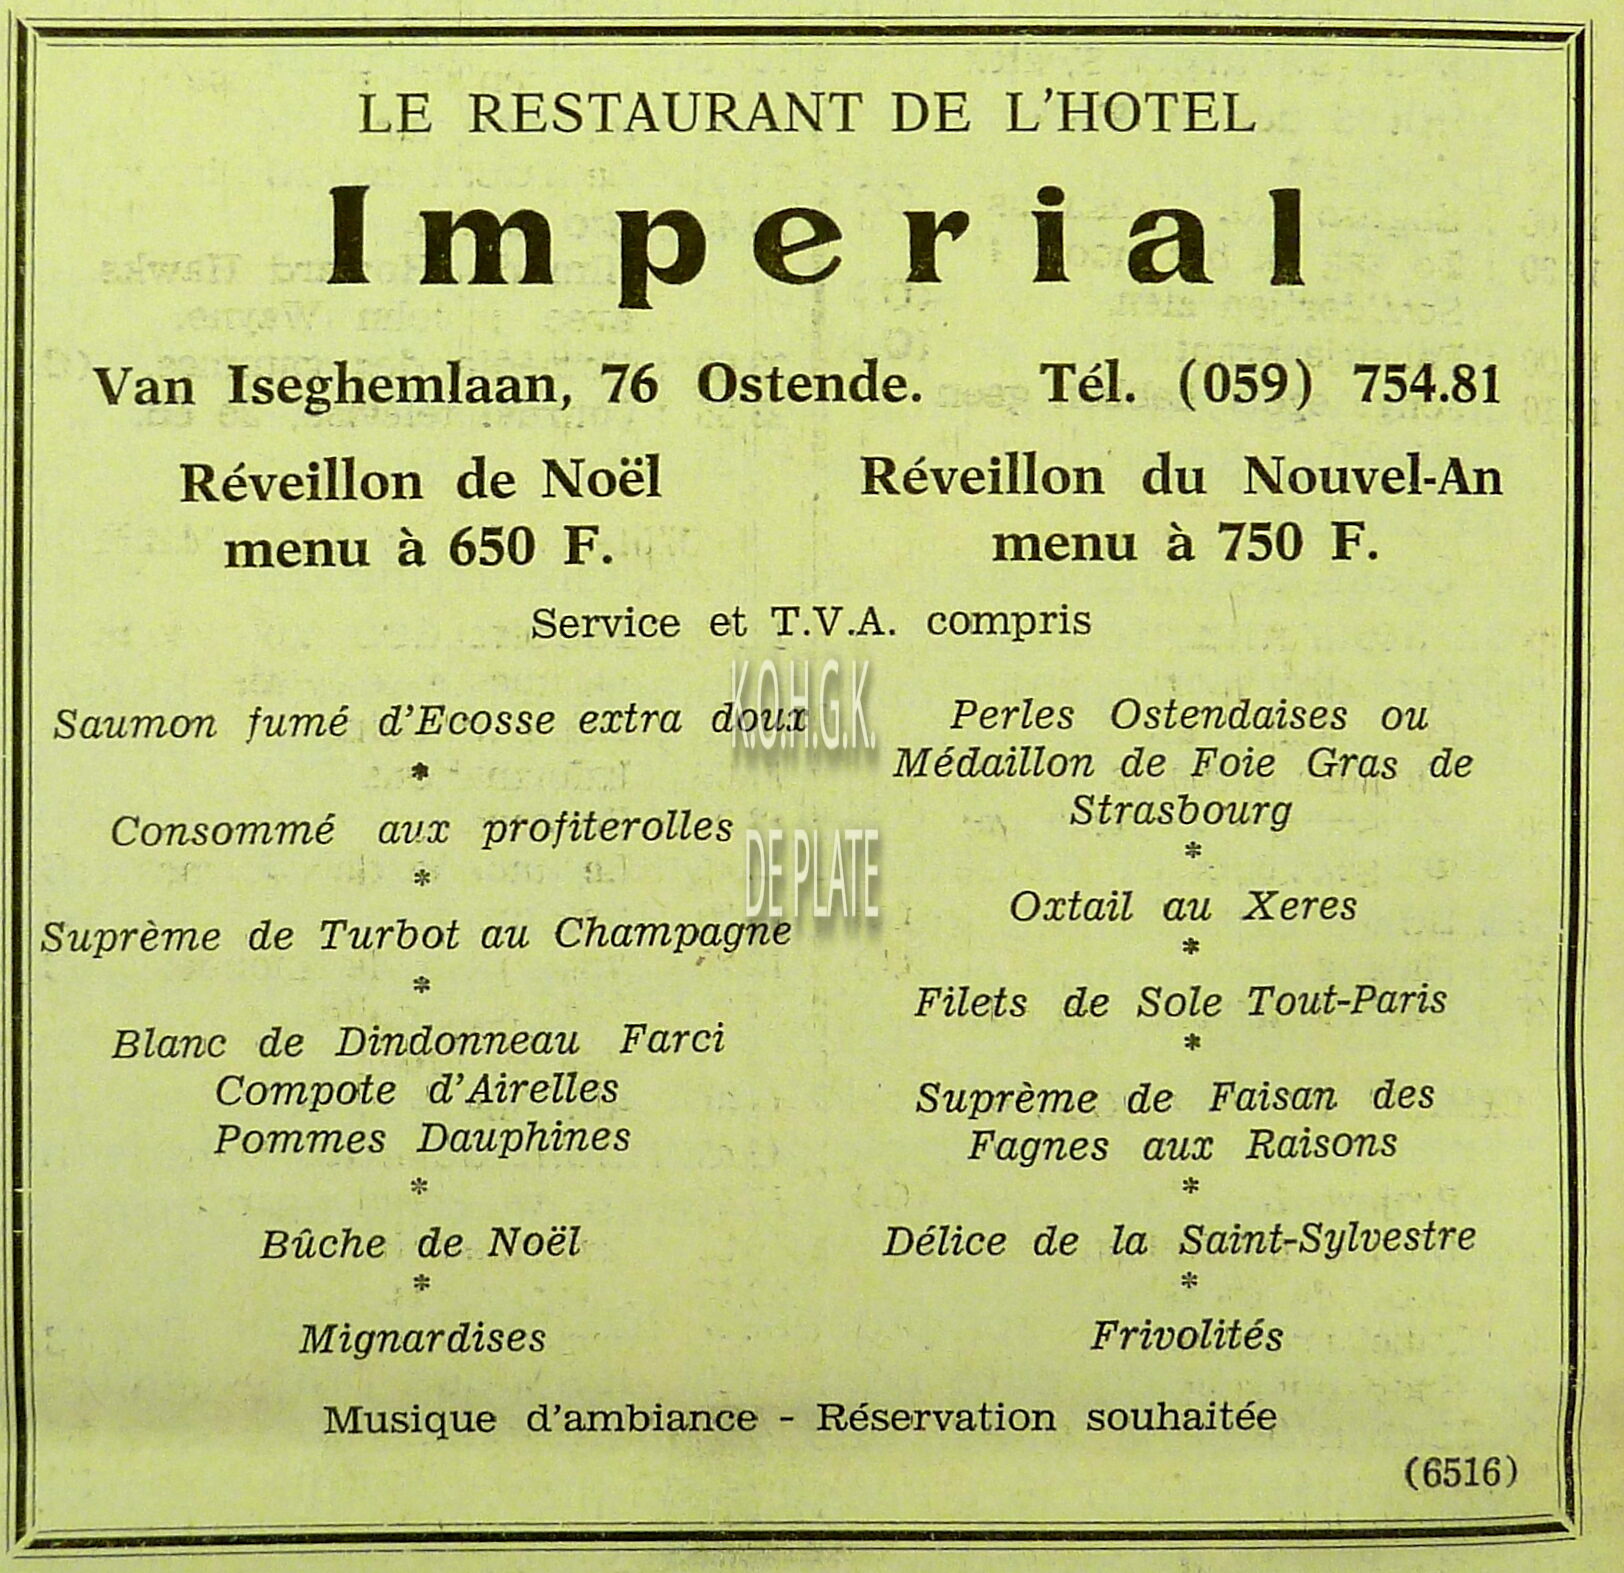 LE RESTAURANT DE L'HOTEL
Imperial
Van Iseghemlaan, 76 Ostende. Tél. (059) 754.81
Réveillon de Noël
menu à 650 F.
Réveillon du Nouvel-An
menu à 750 F.
Service et T.V.A. compris
Saumon fumé d'Ecosse extra doux
*
Consommé aux profiterolles
*
Suprème de Turbot au Champagne
*
Blanc de Dindonneau Farci
Compote d'Airelles
Pommes Dauphines
*
Bûche de Noël
*
Mignardises
Perles Ostendaises ou
Médaillon de Foie Gras de
Strasbourg
*
Oxtail au Xeres
*
Filets de Sole Tout-Paris
*
Suprème de Faisan des
Fagnes aux Raisons
*
Délice de la Saint-Sylvestre
*
Frivolités
Musique d'ambiance - Réservation souhaitée
(6516)
K.O.H.G.K.
DE PLATE